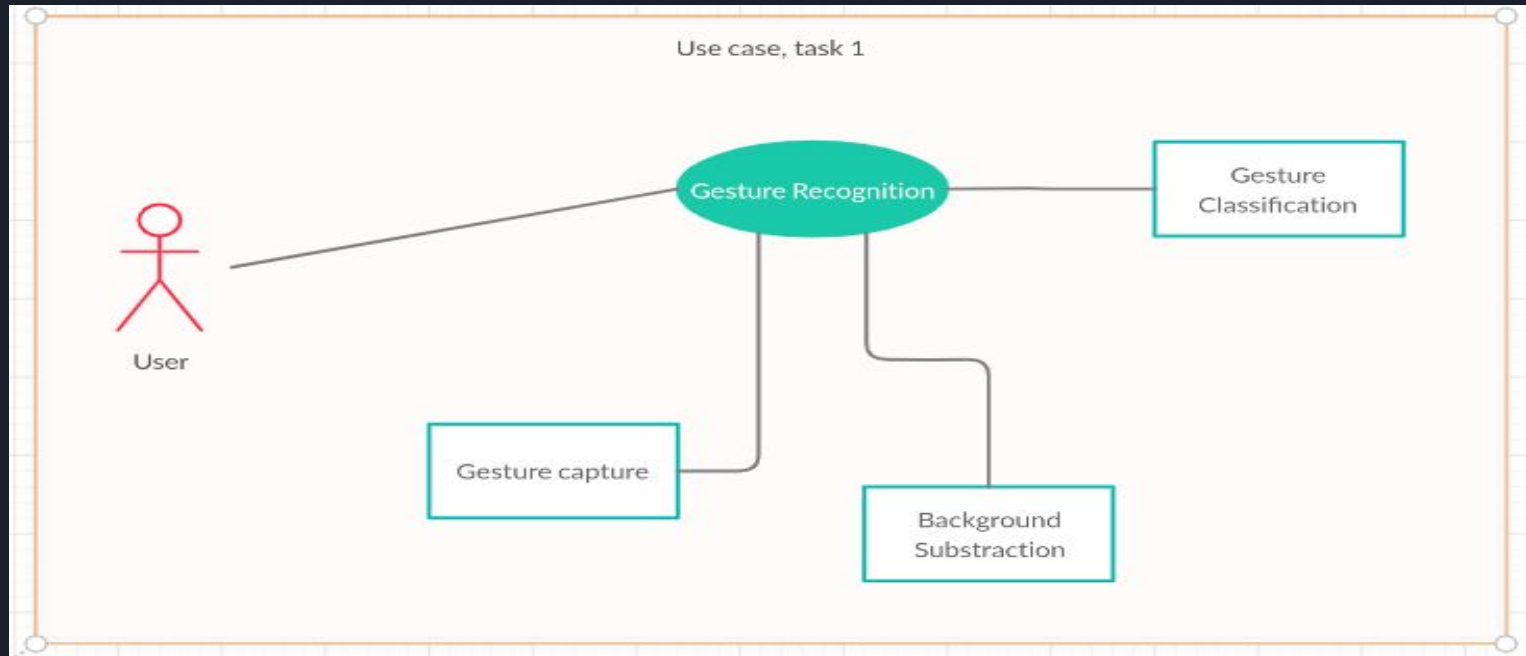 Use case, task 1
Gesture Recognition
Gesture
Classification
User
Gesture capture
Background
Substraction